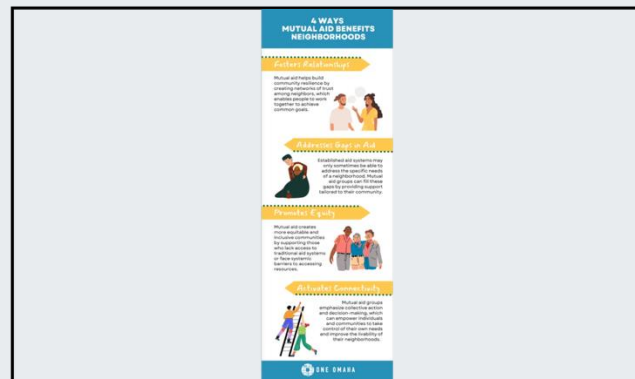 4 WAYS
MUTUAL AID BENEFITS
NEIGHBORHOODS
Fosters Relationships
Mutual aid helps build
community resilience by
creating networks of trust
among neighbors, which
enables people to work
together to achieve
common goals.
Addresses Gaps in Aid
Established aid systems may
only sometimes be able to
address the specific needs
of a neighborhood. Mutual
aid groups can fill these
gaps by providing support
tailored to their community.
Promotes Equity
Mutual aid creates
more equitable and
inclusive communities
by supporting those
who lack access to
traditional aid systems
or face systemic
barriers to accessing
resources.
Activates Connectivity
Mutual aid groups
emphasize collective action
and decision-making, which
can empower individuals
and communities to take
control of their own needs
and improve the livability of
their neighborhoods.
ONE OMAHA